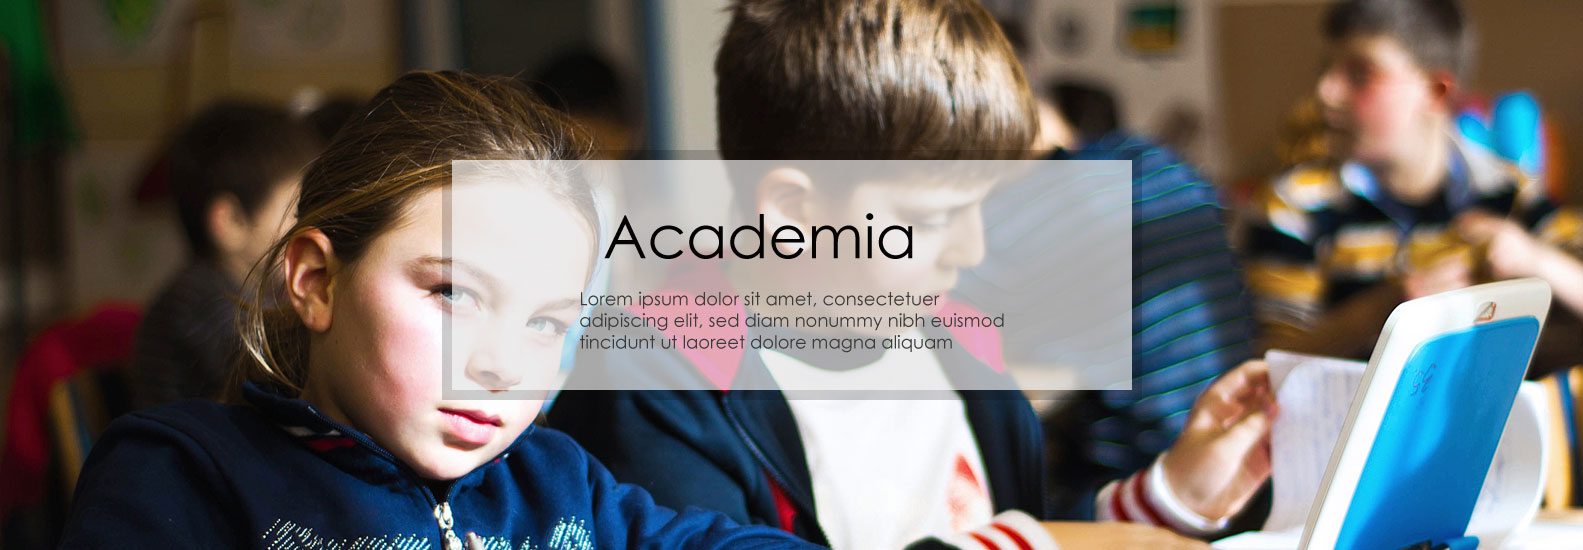 Academia
Lorem ipsum dolor sit amet, consectetuer
adipiscing elit, sed diam nonummy nibh euismod
tincidunt ut laoreet dolore magna aliquam